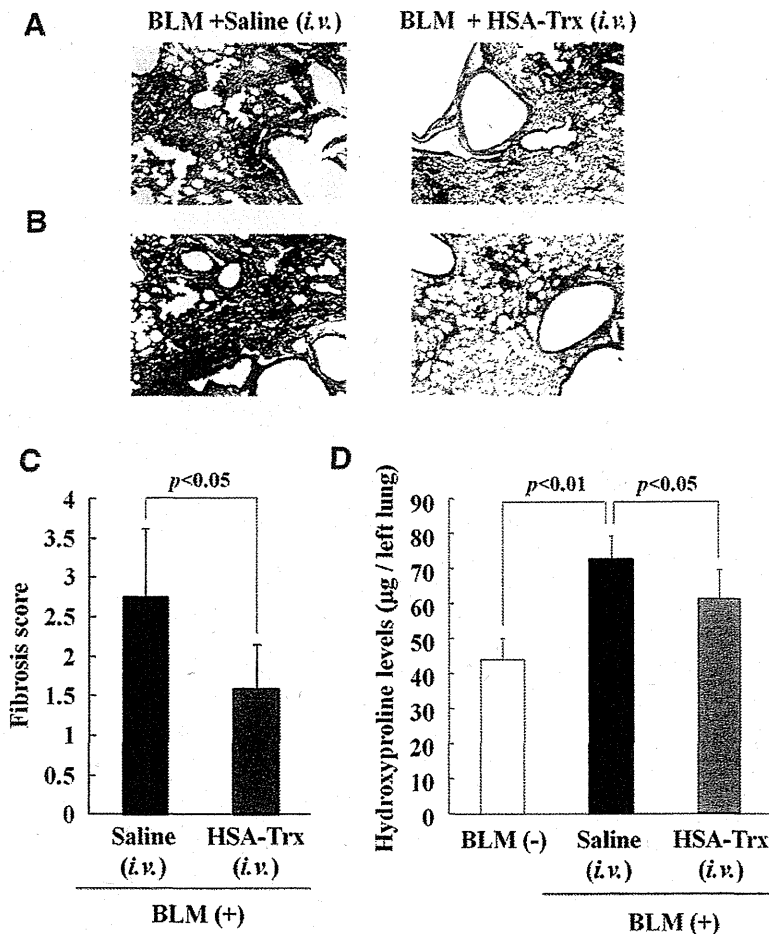 A
BLM +Saline (i.v.)
BLM + HSA-Trx (i.v.)
B
C
p<0.05
Fibrosis score
4
3.5
3
2.5
2
1.5
1
0.5
0
Saline
(i.v.)
HSA-Trx
(i.v.)
BLM (+)
D
p<0.01
p<0.05
Hydroxyproline levels (µg / left lung)
90
80
70
60
50
40
30
20
10
0
BLM (-)
Saline
(i.v.)
HSA-Trx
(i.v.)
BLM (+)